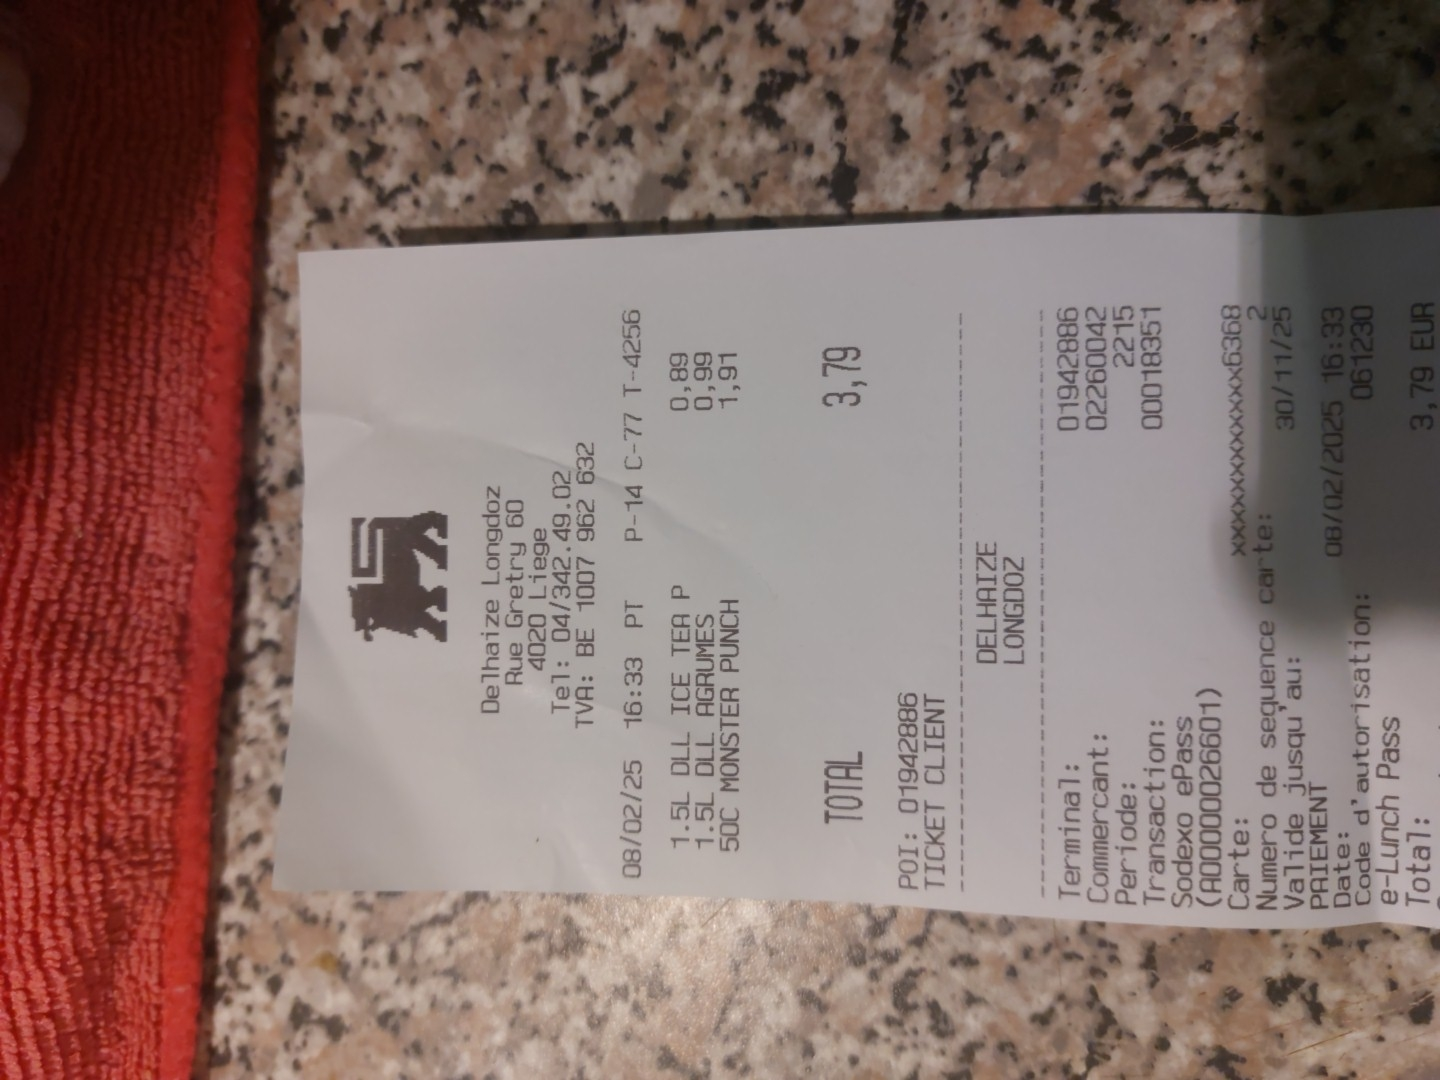 Delhaize Longdoz
Rue Gretry 60
4020 Liege
Tel: 04/342.49.02
TVA: BE 1007 962 632
08/02/25 16:33 PT P-14 C-77 T-4256
1.5L DLL ICE TEA P 0,89
1.5L DLL AGRUMES 0,99
50C MONSTER PUNCH 1,91
TOTAL 3,79
POI: 01942886
TICKET CLIENT
DELHAIZE
LONGDOZ
Terminal: 01942886
Commercant: 02260042
Periode: 2215
Transaction: 00018351
Sodexo ePass
(A0000026601)
Carte: xxxxxxxxxxxxxxx6368
Numero de sequence carte: 2
Valide jusqu'au: 30/11/25
PAIEMENT
Date: 08/02/2025 16:33
Code d'autorisation: 061230
e-Lunch Pass
Total: 3,79 EUR